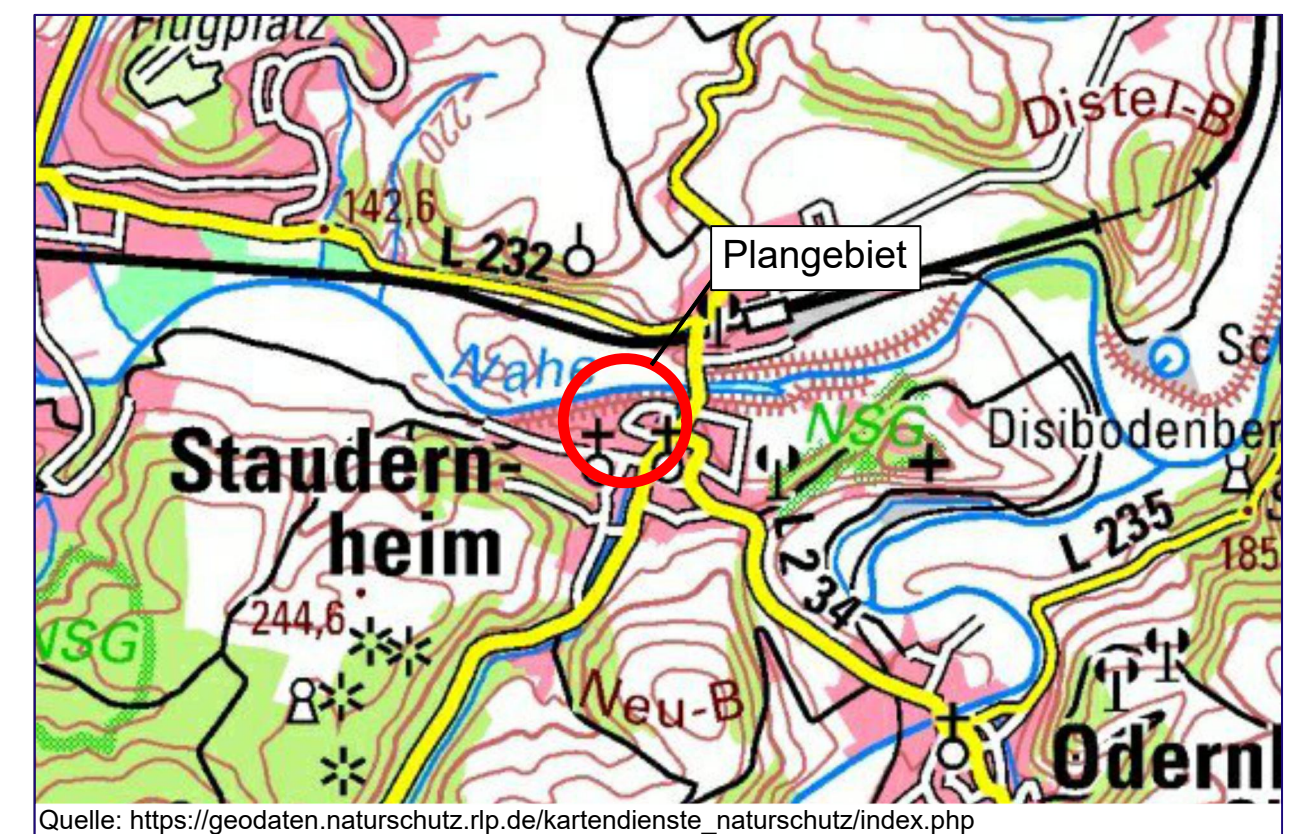 Flugplatz
220
Distel-B
142,6
L 232
Plangebiet
Nahe
Sc
NSG
Disibodenber
Staudern-
heim
L 235
L 234
185
244,6
NSG
Neu-B
Odern
Quelle: https://geodaten.naturschutz.rlp.de/kartendienste_naturschutz/index.php